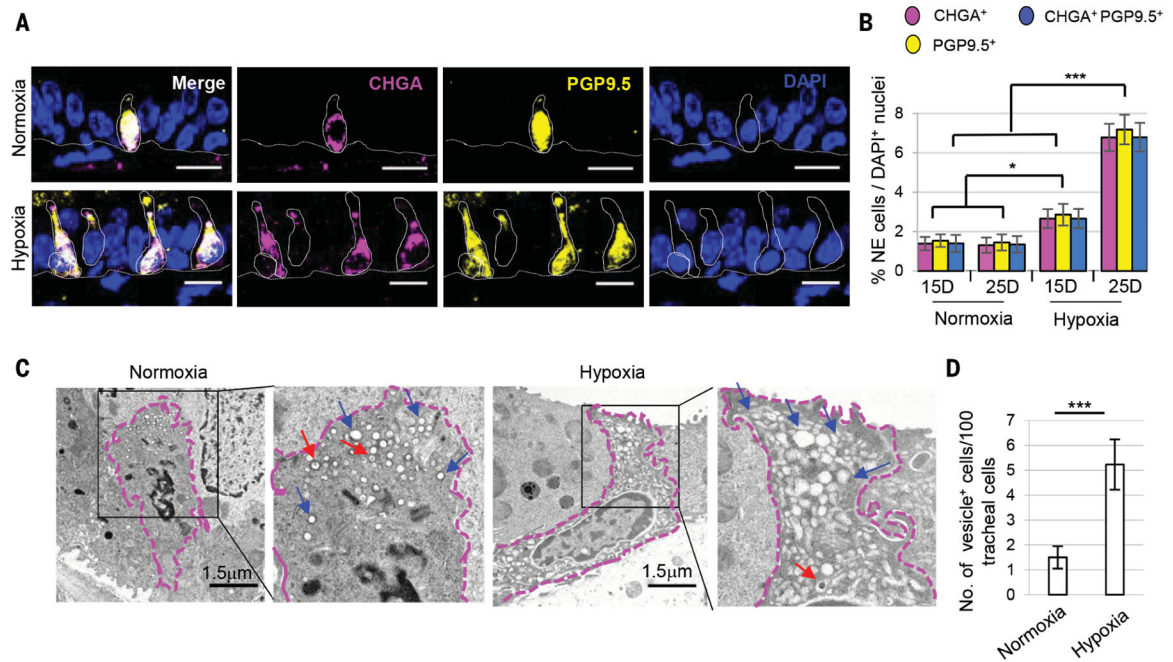 A
Merge
CHGA
PGP9.5
DAPI
Normoxia
Hypoxia
B
CHGA⁺
CHGA⁺PGP9.5⁺
PGP9.5⁺
% NE cells / DAPI⁺ nuclei
8
6
4
2
0
***
*
15D
25D
15D
25D
Normoxia
Hypoxia
C
Normoxia
Hypoxia
1.5µm
1.5µm
D
No. of vesicle⁺ cells/100
tracheal cells
7
6
5
4
3
2
1
0
***
Normoxia
Hypoxia